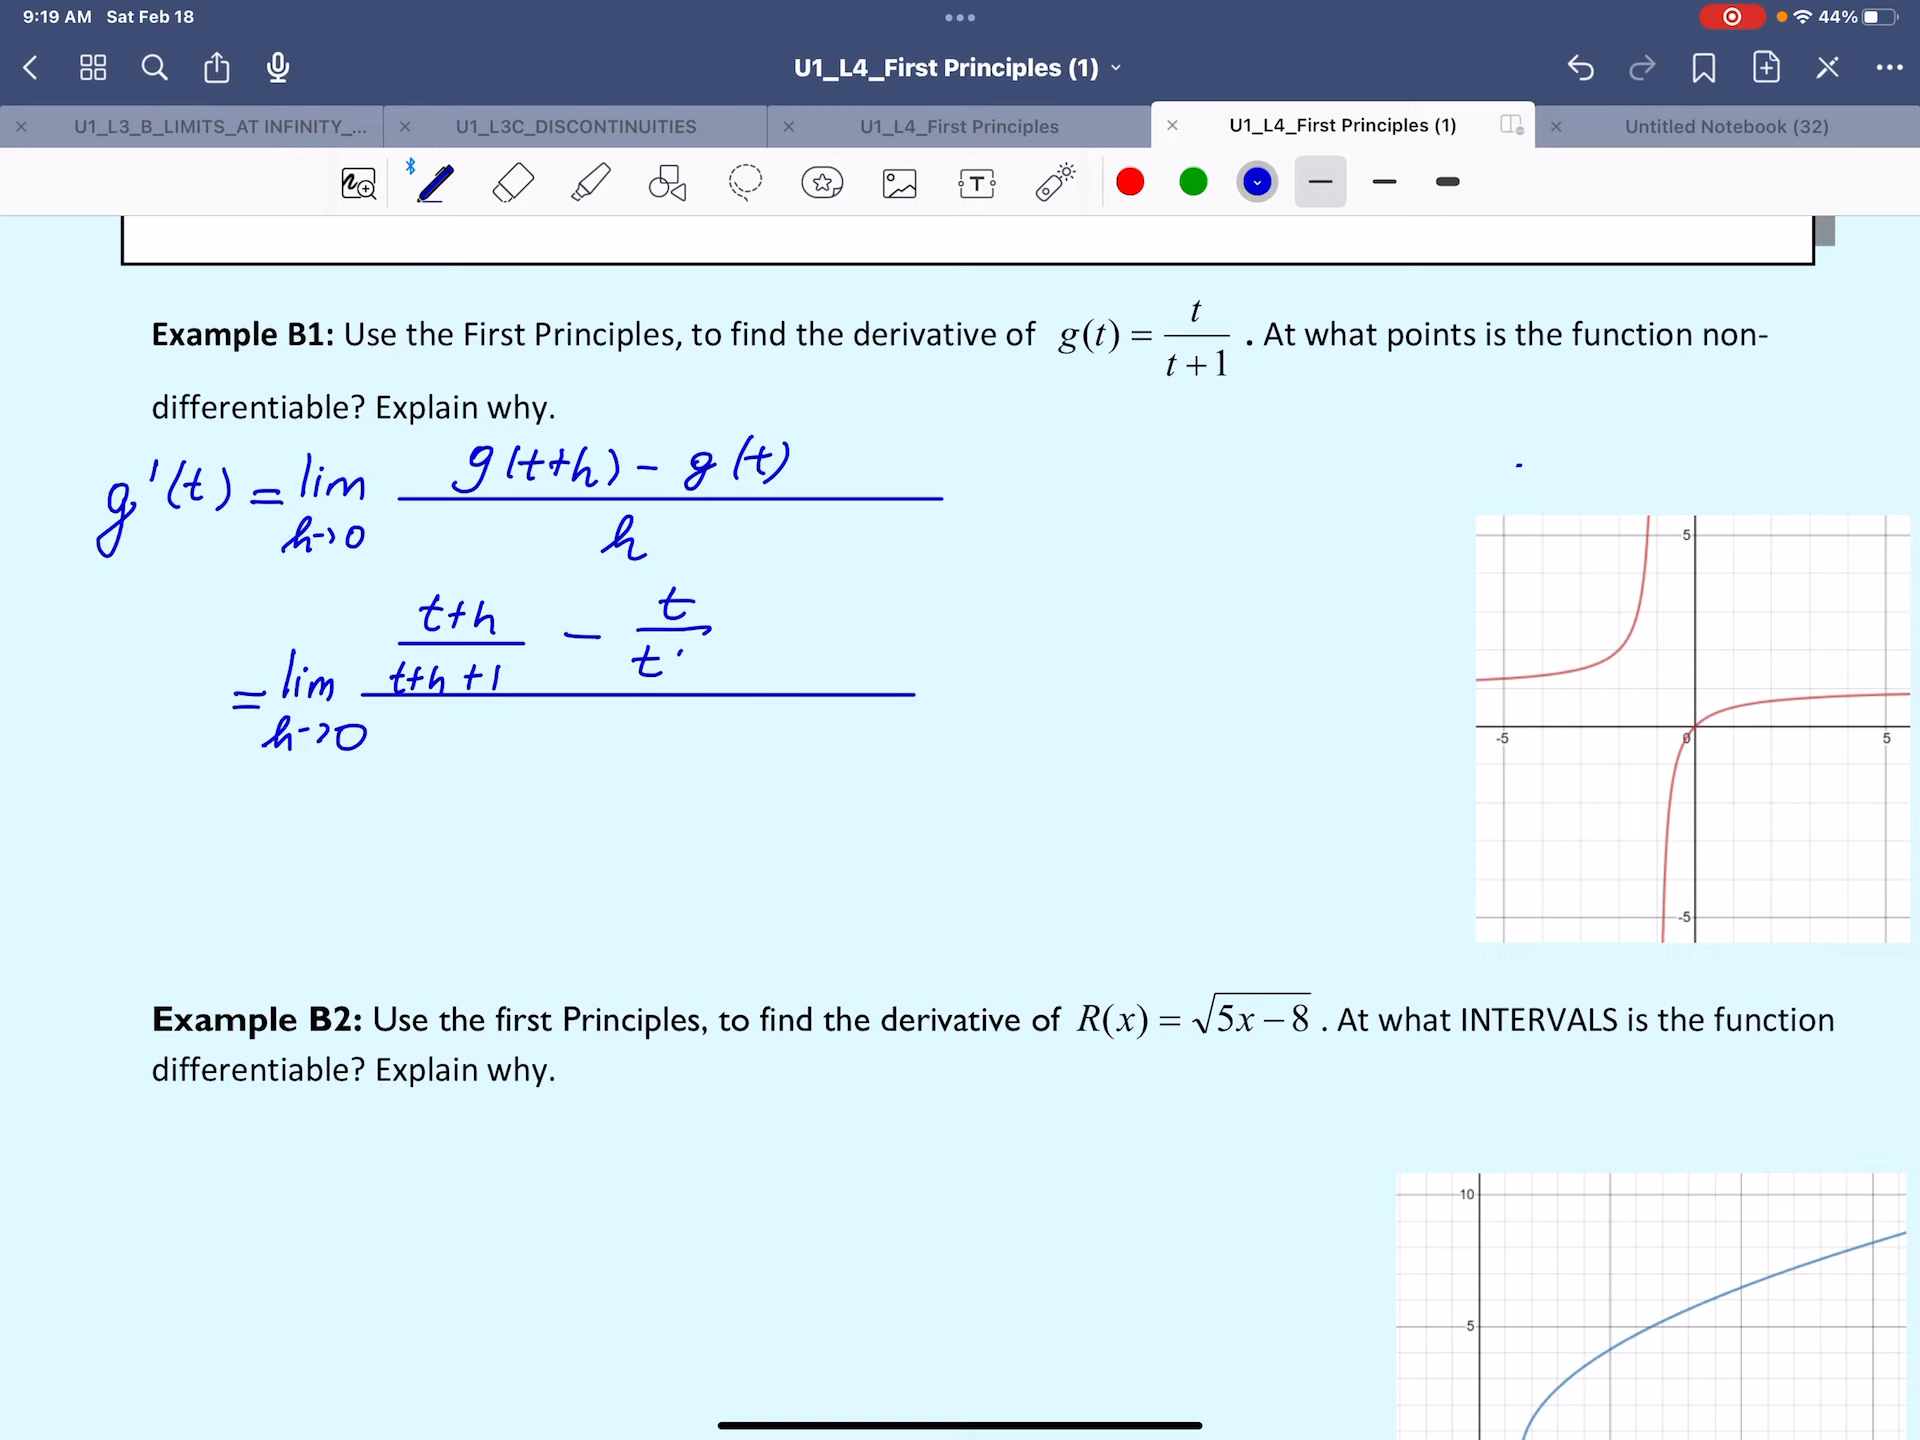 9:19 AM Sat Feb 18
44%
U1_L4_First Principles (1)
U1_L3_B_LIMITS_AT INFINITY_...
U1_L3C_DISCONTINUITIES
U1_L4_First Principles
U1_L4_First Principles (1)
Untitled Notebook (32)
Example B1: Use the First Principles, to find the derivative of g(t) = t/(t+1) . At what points is the function non-
differentiable? Explain why.
g'(t) = lim h→0 (g(t+h) - g(t))/h
= lim h→0 (t+h)/(t+h+1) - t/t
5
-5 0 5
-5
Example B2: Use the first Principles, to find the derivative of R(x) = √(5x-8) . At what INTERVALS is the function
differentiable? Explain why.
10
5